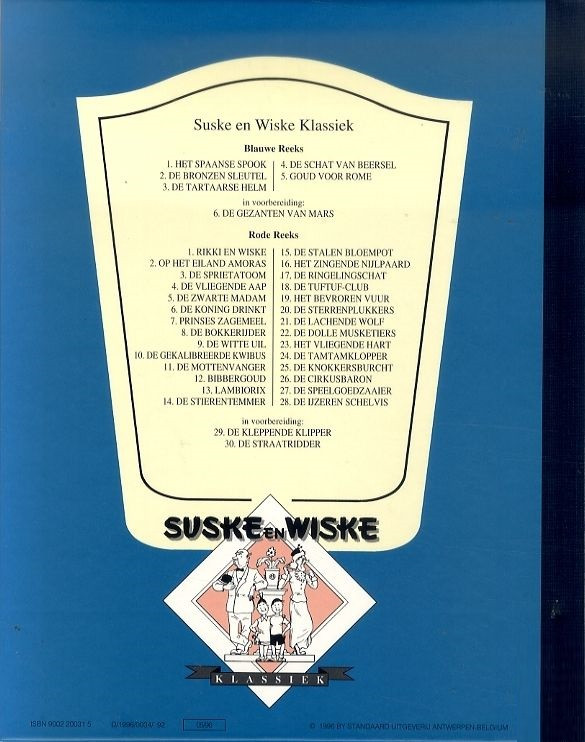 Suske en Wiske Klassiek
Blauwe Reeks
1. HET SPAANSE SPOOK
2. DE BRONZEN SLEUTEL
3. DE TARTAARSE HELM
4. DE SCHAT VAN BEERSEL
5. GOUD VOOR ROME
in voorbereiding:
6. DE GEZANTEN VAN MARS
Rode Reeks
1. RIKKI EN WISKE
2. OP HET EILAND AMORAS
3. DE SPRIETATOOM
4. DE VLIEGENDE AAP
5. DE ZWARTE MADAM
6. DE KONING DRINKT
7. PRINSES ZAGEMEEL
8. DE BOKKERIJDER
9. DE WITTE UIL
10. DE GEKALIBREERDE KWIBUS
11. DE MOTTENVANGER
12. BIBBERGOUD
13. LAMBIORIX
14. DE STIERENTEMMER
15. DE STALEN BLOEMPOT
16. HET ZINGENDE NIJLPAARD
17. DE RINGELINGSCHAT
18. DE TUFTUF-CLUB
19. HET BEVROREN VUUR
20. DE STERRENPLUKKERS
21. DE LACHENDE WOLF
22. DE DOLLE MUSKETIERS
23. HET VLIEGENDE HART
24. DE TAMTAMKLOPPER
25. DE KNOKKERSBURCHT
26. DE CIRKUSBARON
27. DE SPEELGOEDZAAIER
28. DE IJZEREN SCHELVIS
in voorbereiding:
29. DE KLEPPENDE KLIPPER
30. DE STRAATRIDDER
SUSKE EN WISKE
KLASSIEK
ISBN 9002 20031 5 D/1996/0034/ 92 © 1996 BY STANDAARD UITGEVERIJ ANTWERPEN-BELGIUM